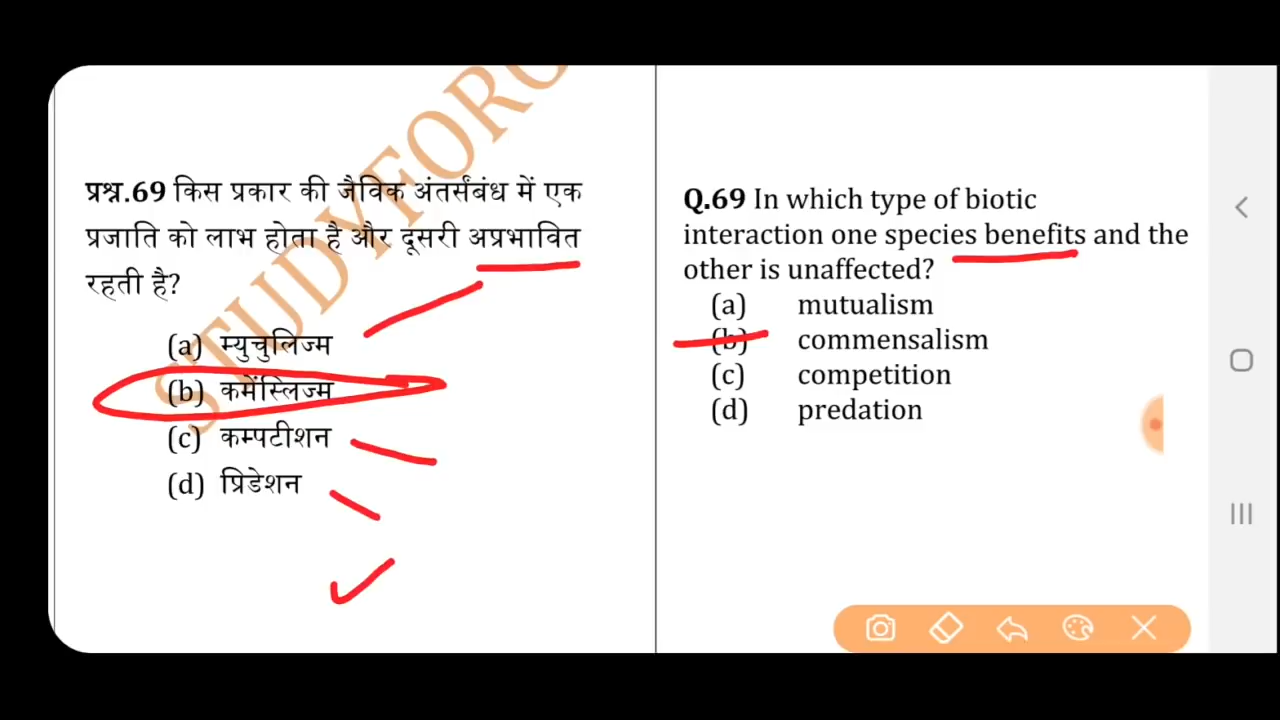 STUDYFORC
प्रश्न.69 किस प्रकार की जैविक अंतर्संबंध में एक
प्रजाति को लाभ होता है और दूसरी अप्रभावित
रहती है?
(a) म्युचुलिज्म
(b) कमेंस्लिज्म
(c) कम्पटीशन
(d) प्रिडेशन
Q.69 In which type of biotic
interaction one species benefits and the
other is unaffected?
(a) mutualism
(b) commensalism
(c) competition
(d) predation